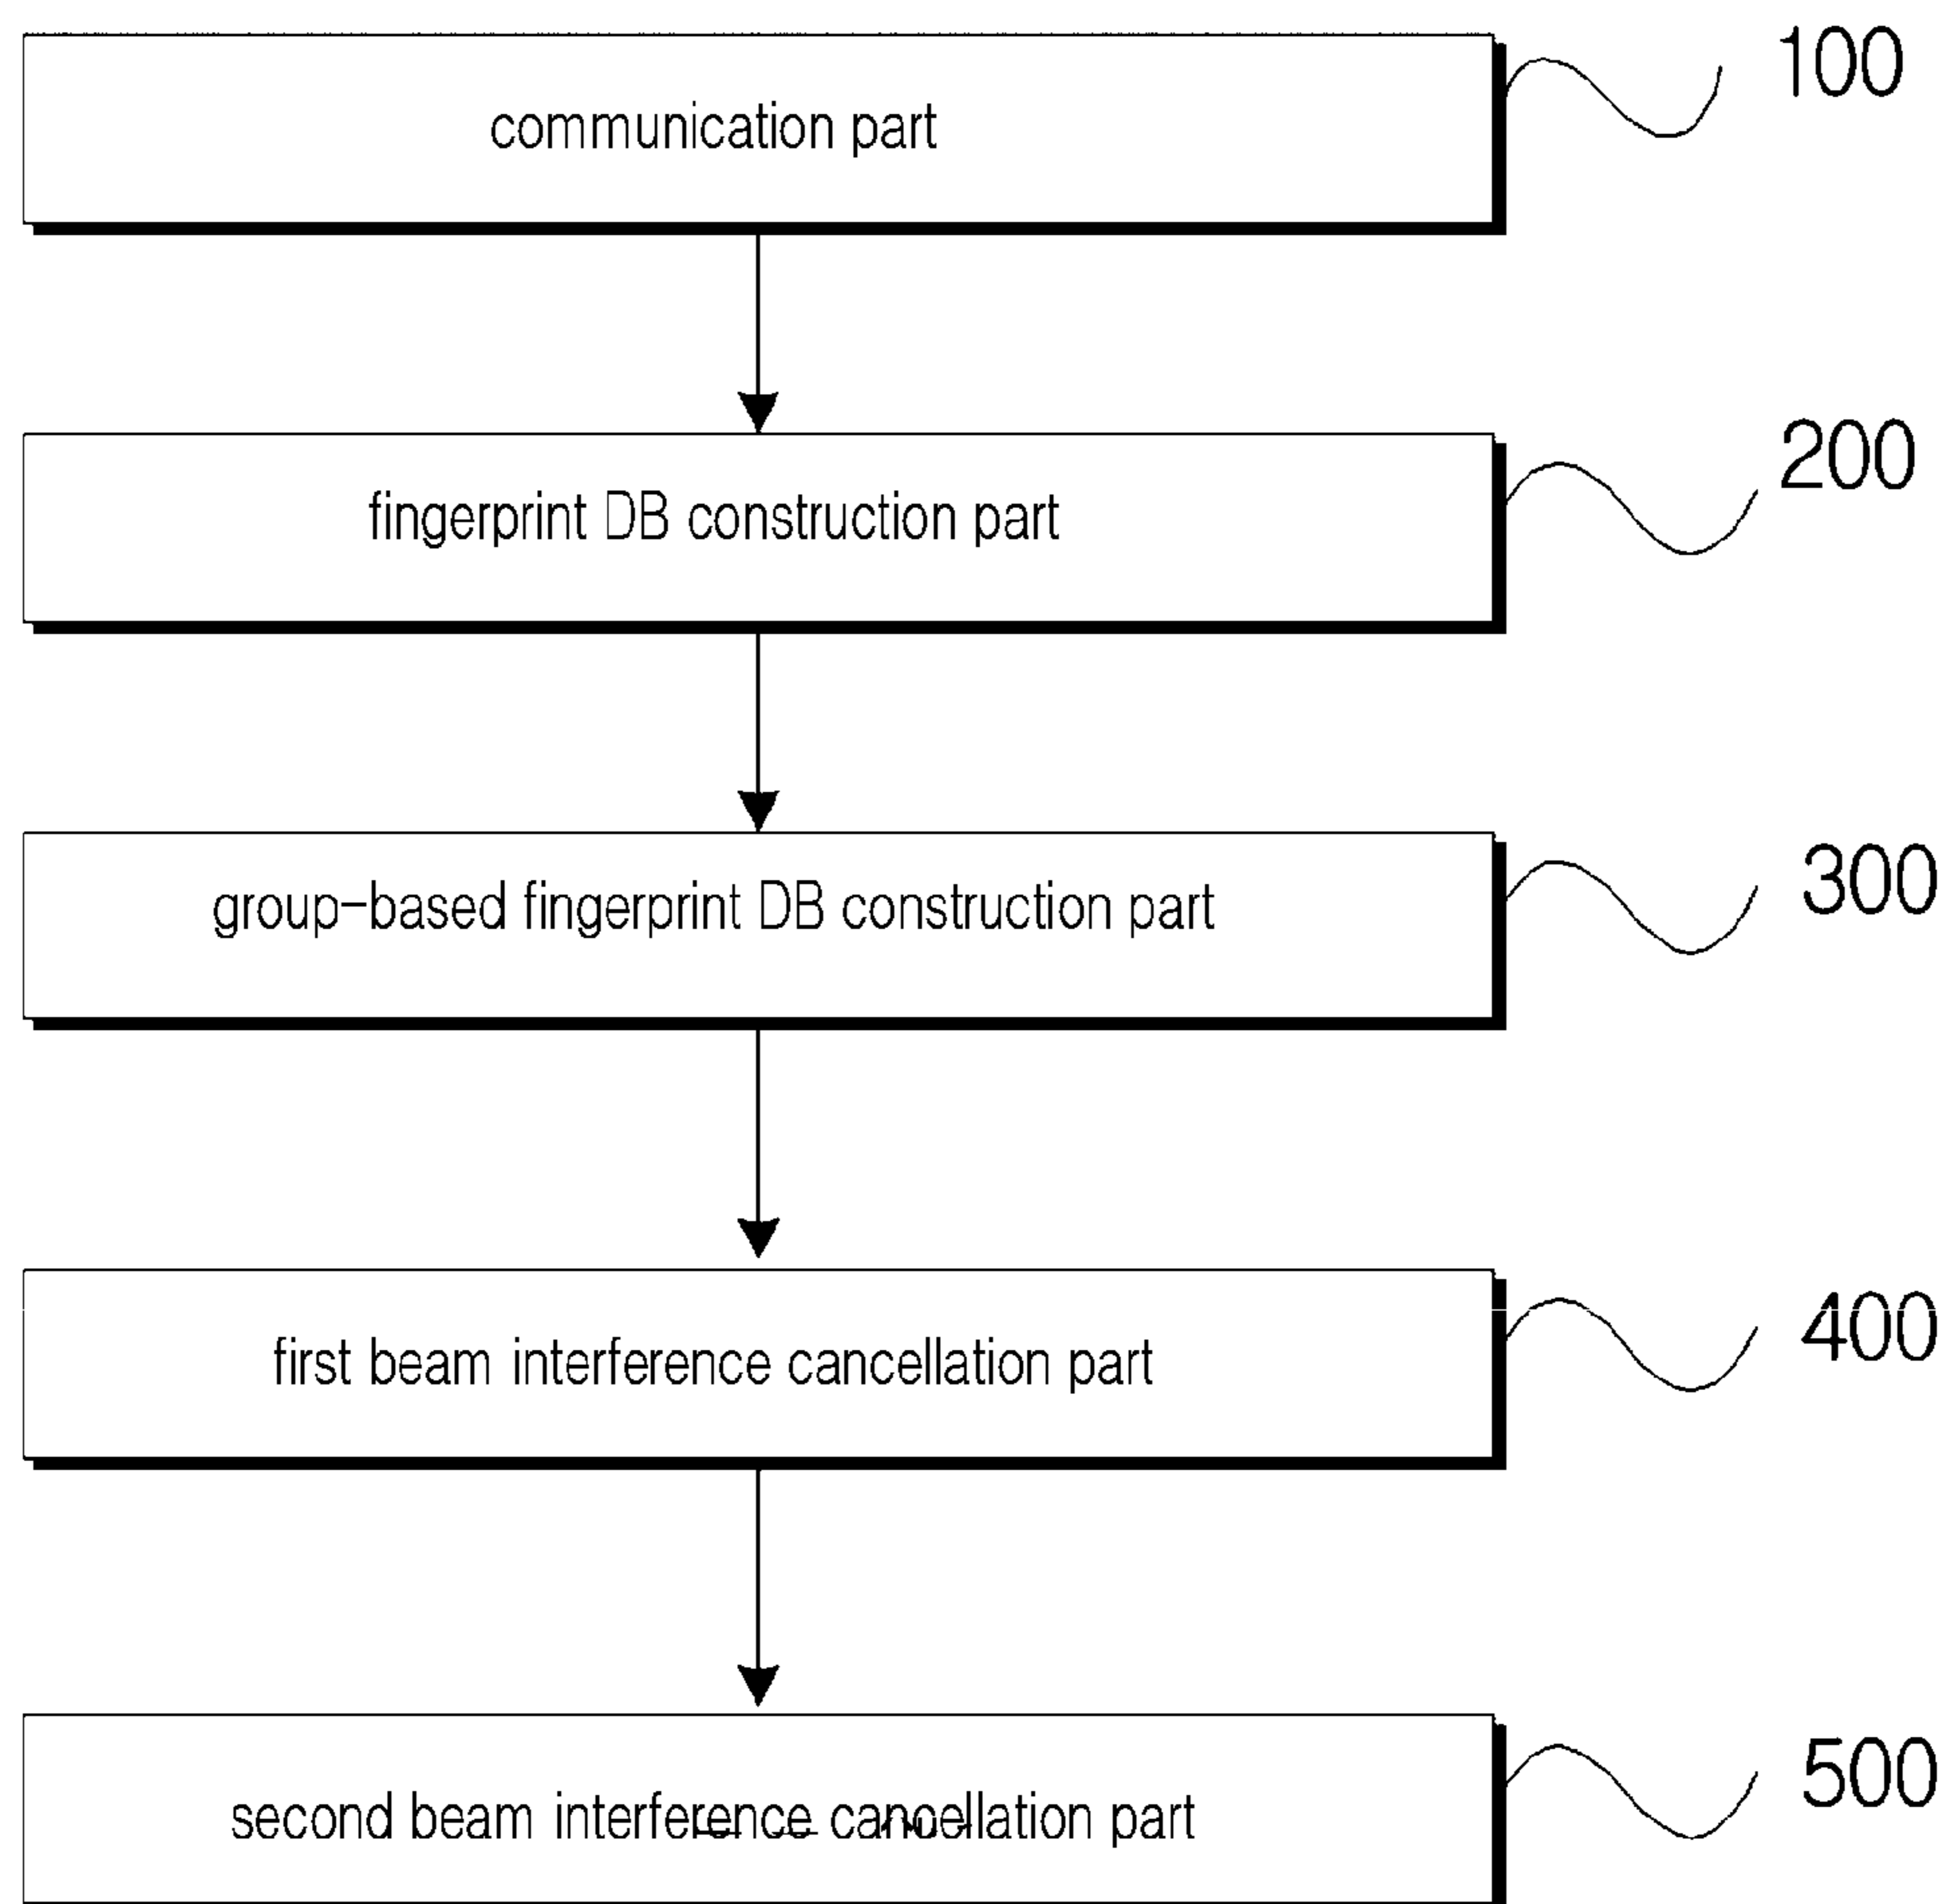 communication part
100
fingerprint DB construction part
200
group-based fingerprint DB construction part
300
first beam interference cancellation part
400
second beam interference cancellation part
500